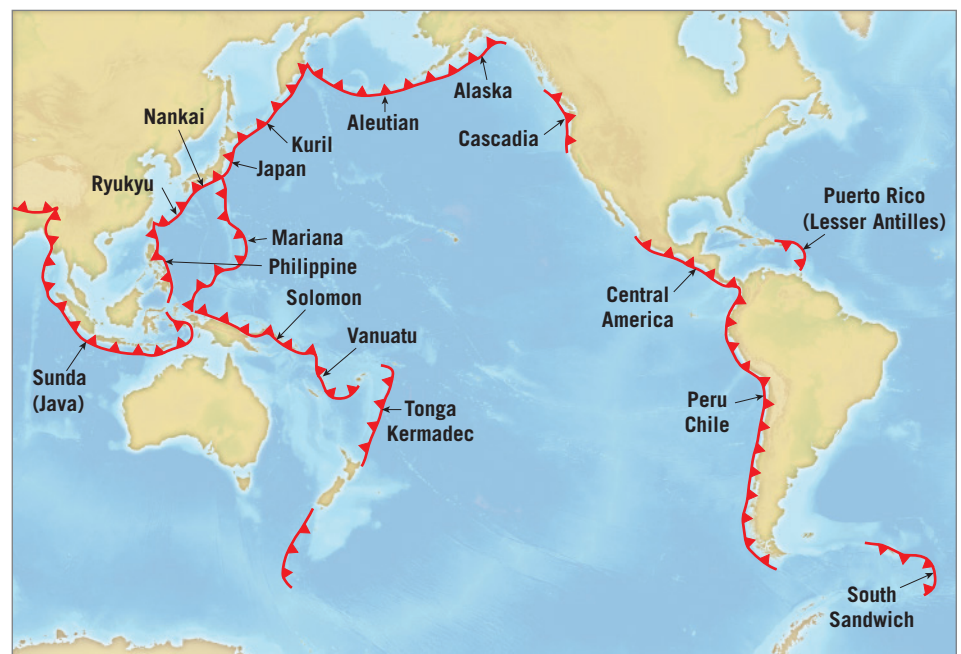 Alaska
Aleutian
Nankai
Kuril
Cascadia
Japan
Ryukyu
Puerto Rico
(Lesser Antilles)
Mariana
Philippine
Solomon
Central
America
Vanuatu
Sunda
(Java)
Peru
Chile
Tonga
Kermadec
South
Sandwich